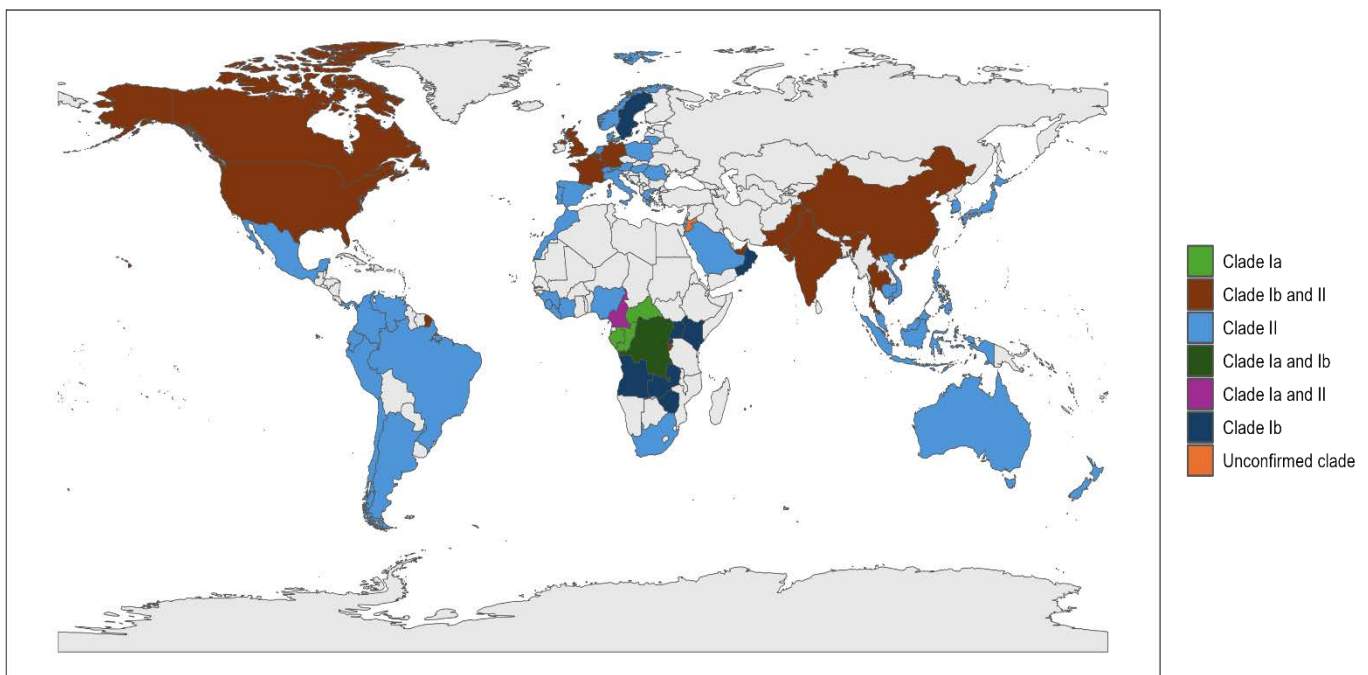 Clade Ia
Clade Ib and II
Clade II
Clade Ia and Ib
Clade Ia and II
Clade Ib
Unconfirmed clade